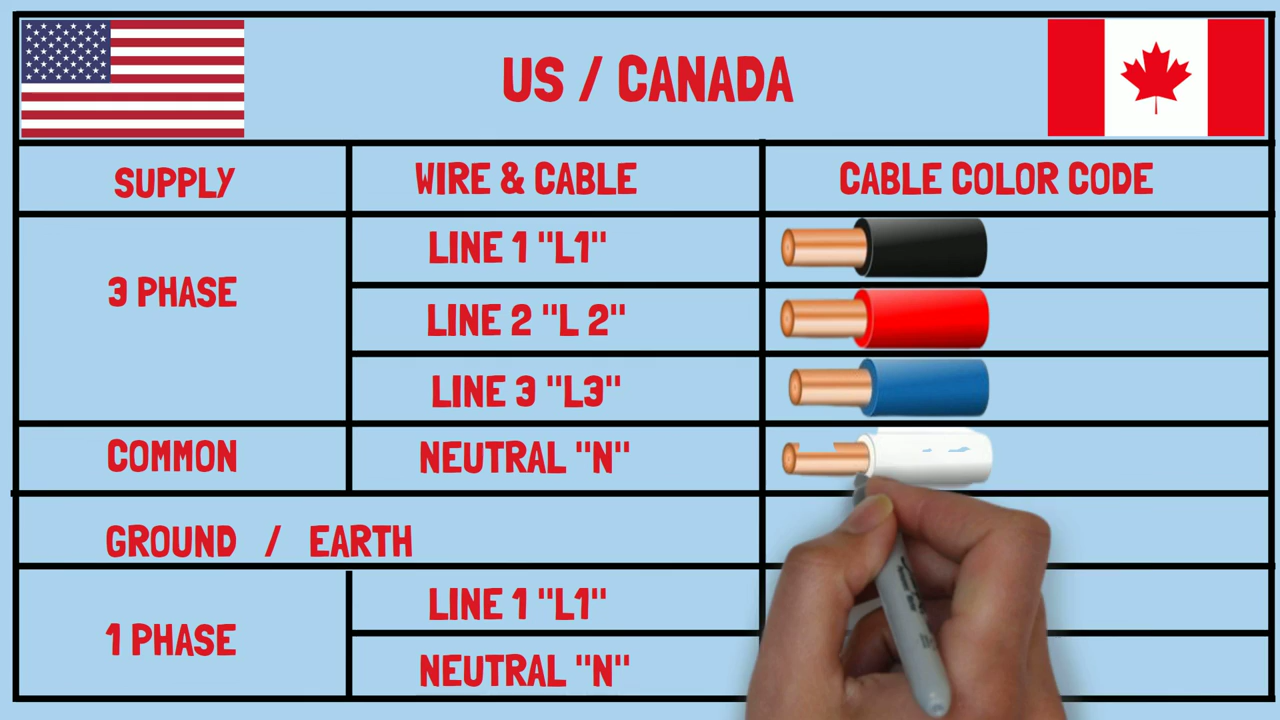 US / CANADA
SUPPLY WIRE & CABLE CABLE COLOR CODE
3 PHASE
LINE 1 "L1"
LINE 2 "L 2"
LINE 3 "L3"
COMMON NEUTRAL "N"
GROUND / EARTH
1 PHASE
LINE 1 "L1"
NEUTRAL "N"